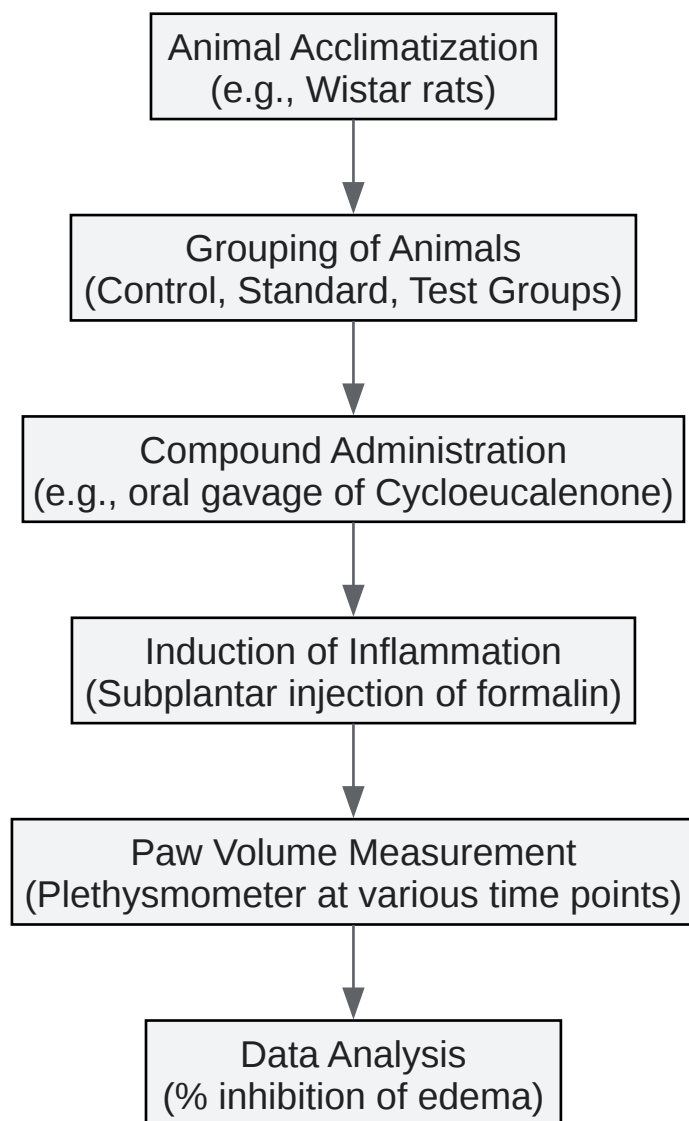 Animal Acclimatization
(e.g., Wistar rats)
Grouping of Animals
(Control, Standard, Test Groups)
Compound Administration
(e.g., oral gavage of Cycloeucalenone)
Induction of Inflammation
(Subplantar injection of formalin)
Paw Volume Measurement
(Plethysmometer at various time points)
Data Analysis
(% inhibition of edema)